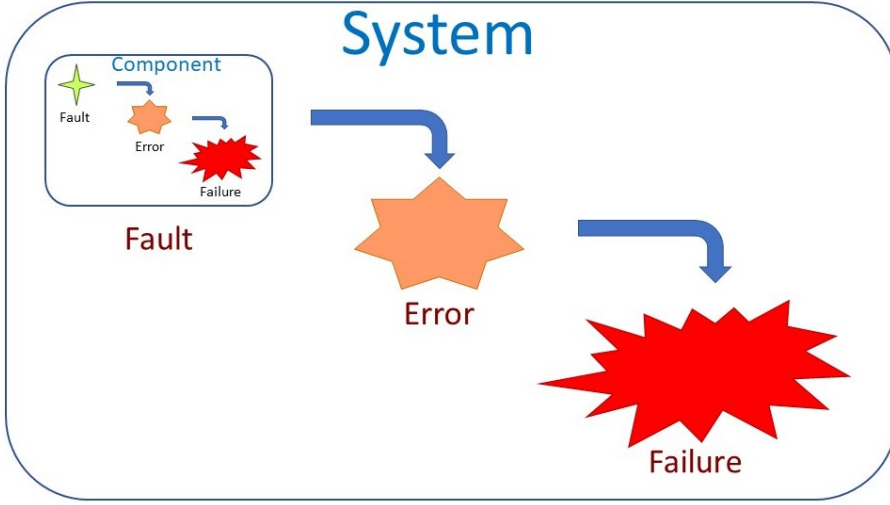 System
Component
Fault
Error
Failure
Fault
Error
Failure